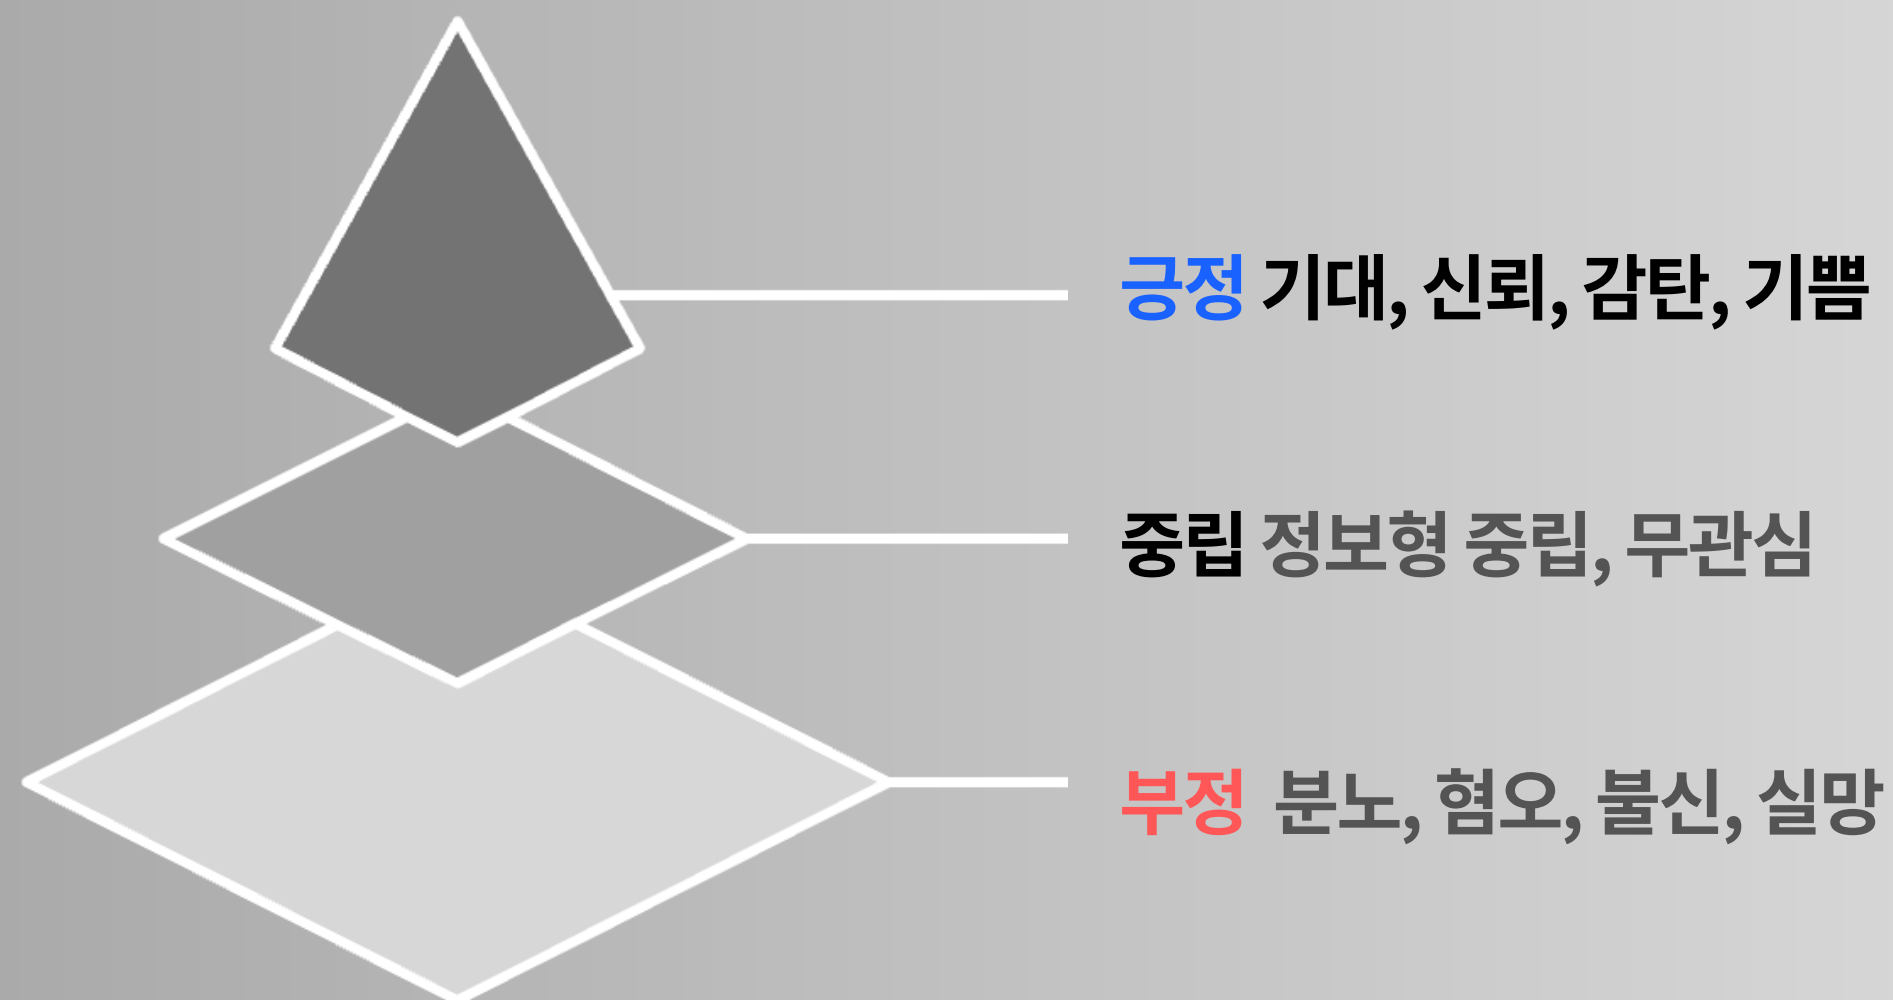 긍정 기대, 신뢰, 감탄, 기쁨
중립 정보형 중립, 무관심
부정 분노, 혐오, 불신, 실망